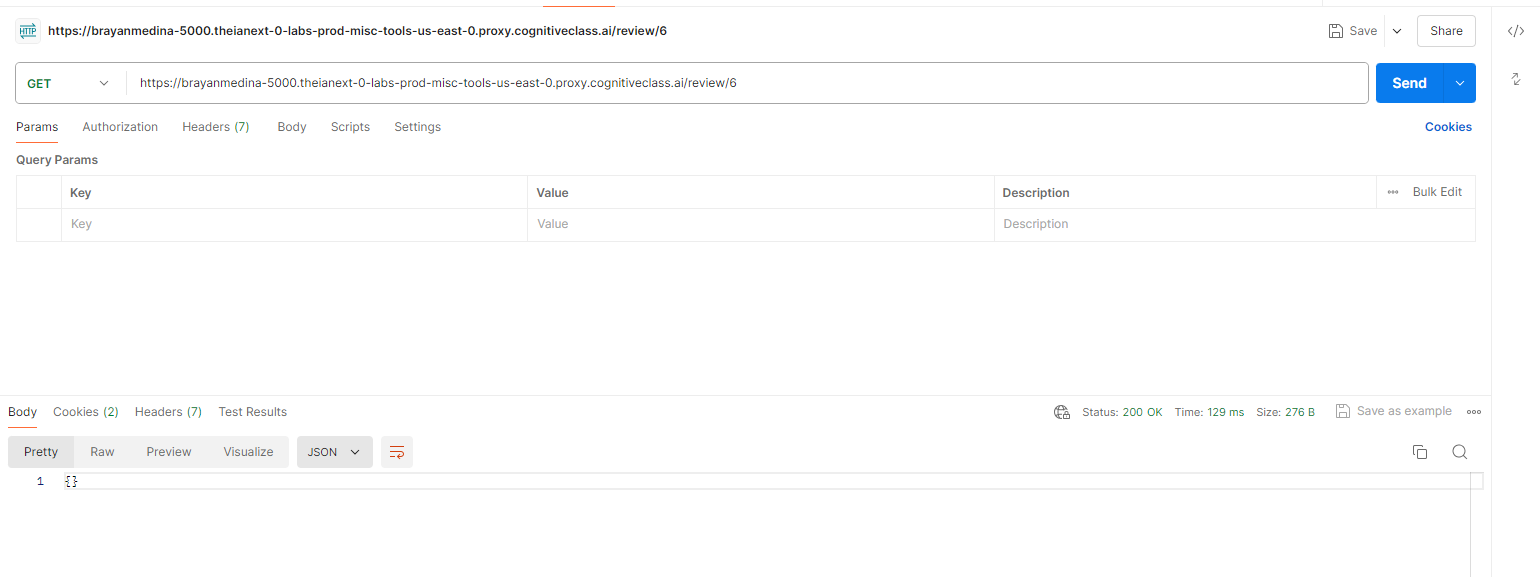 HTTP https://brayanmedina-5000.theianext-0-labs-prod-misc-tools-us-east-0.proxy.cognitiveclass.ai/review/6 Save Share </>
GET https://brayanmedina-5000.theianext-0-labs-prod-misc-tools-us-east-0.proxy.cognitiveclass.ai/review/6 Send
Params Authorization Headers (7) Body Scripts Settings Cookies
Query Params
Key Value Description Bulk Edit
Key Value Description
Body Cookies (2) Headers (7) Test Results Status: 200 OK Time: 129 ms Size: 276 B Save as example
Pretty Raw Preview Visualize JSON
1 {}